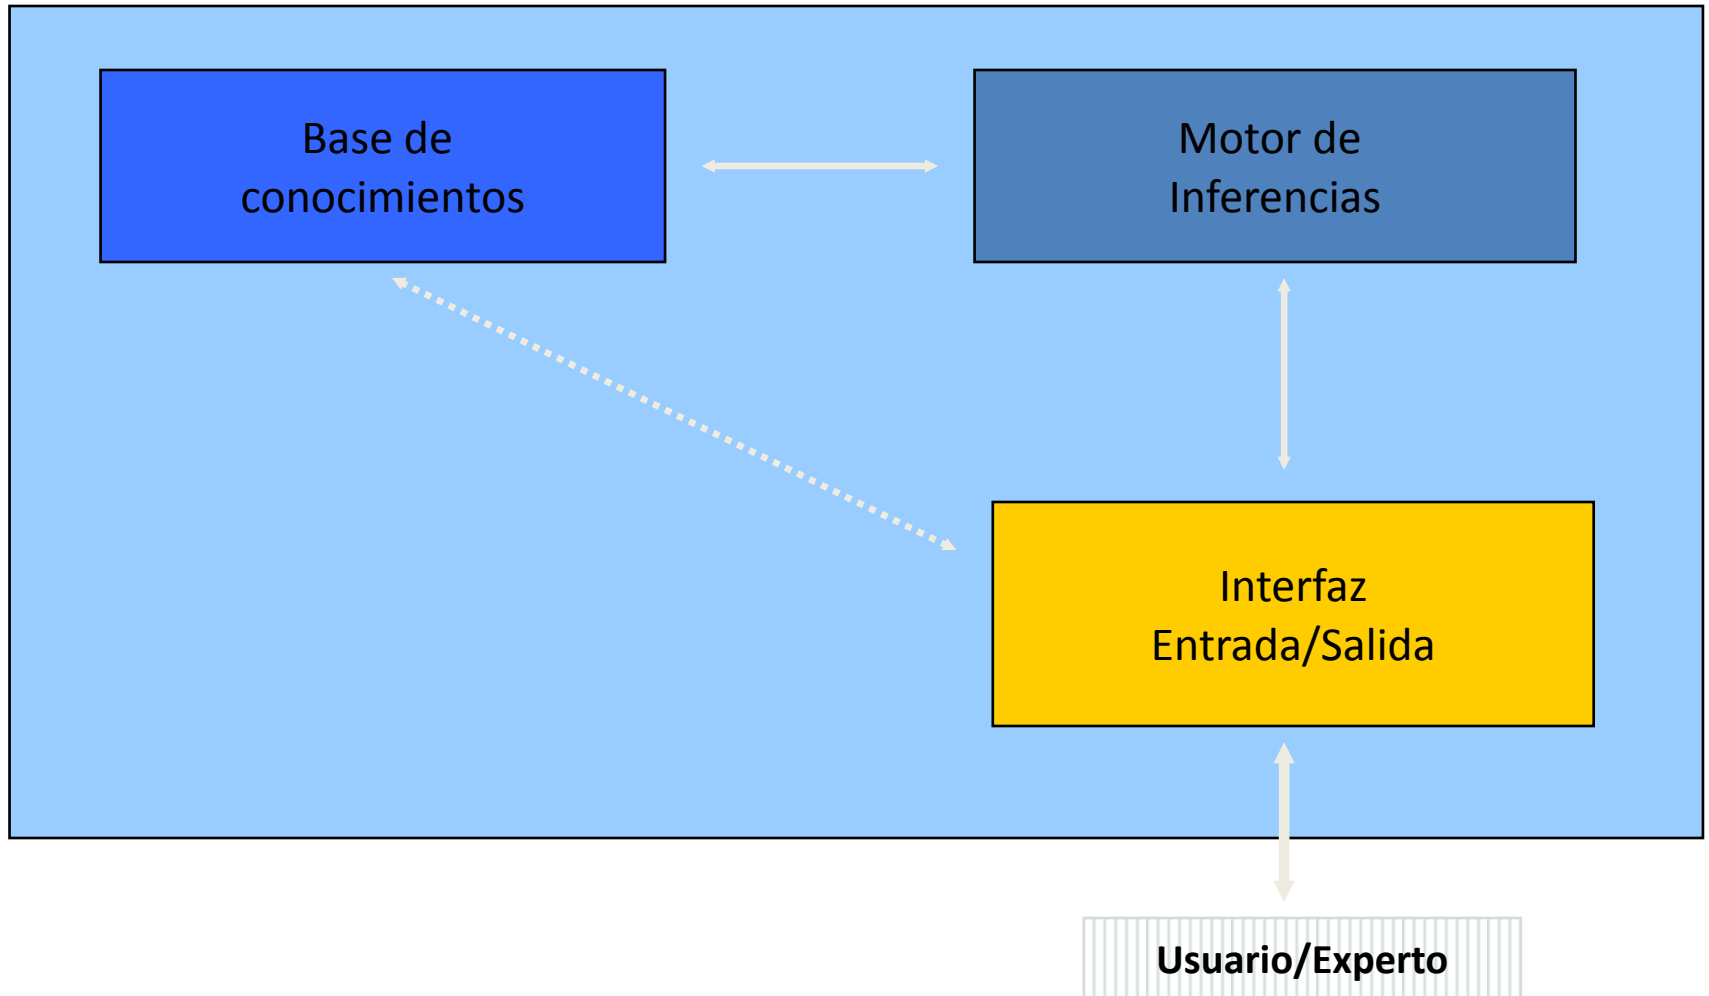 Base de
conocimientos
Motor de
Inferencias
Interfaz
Entrada/Salida
Usuario/Experto